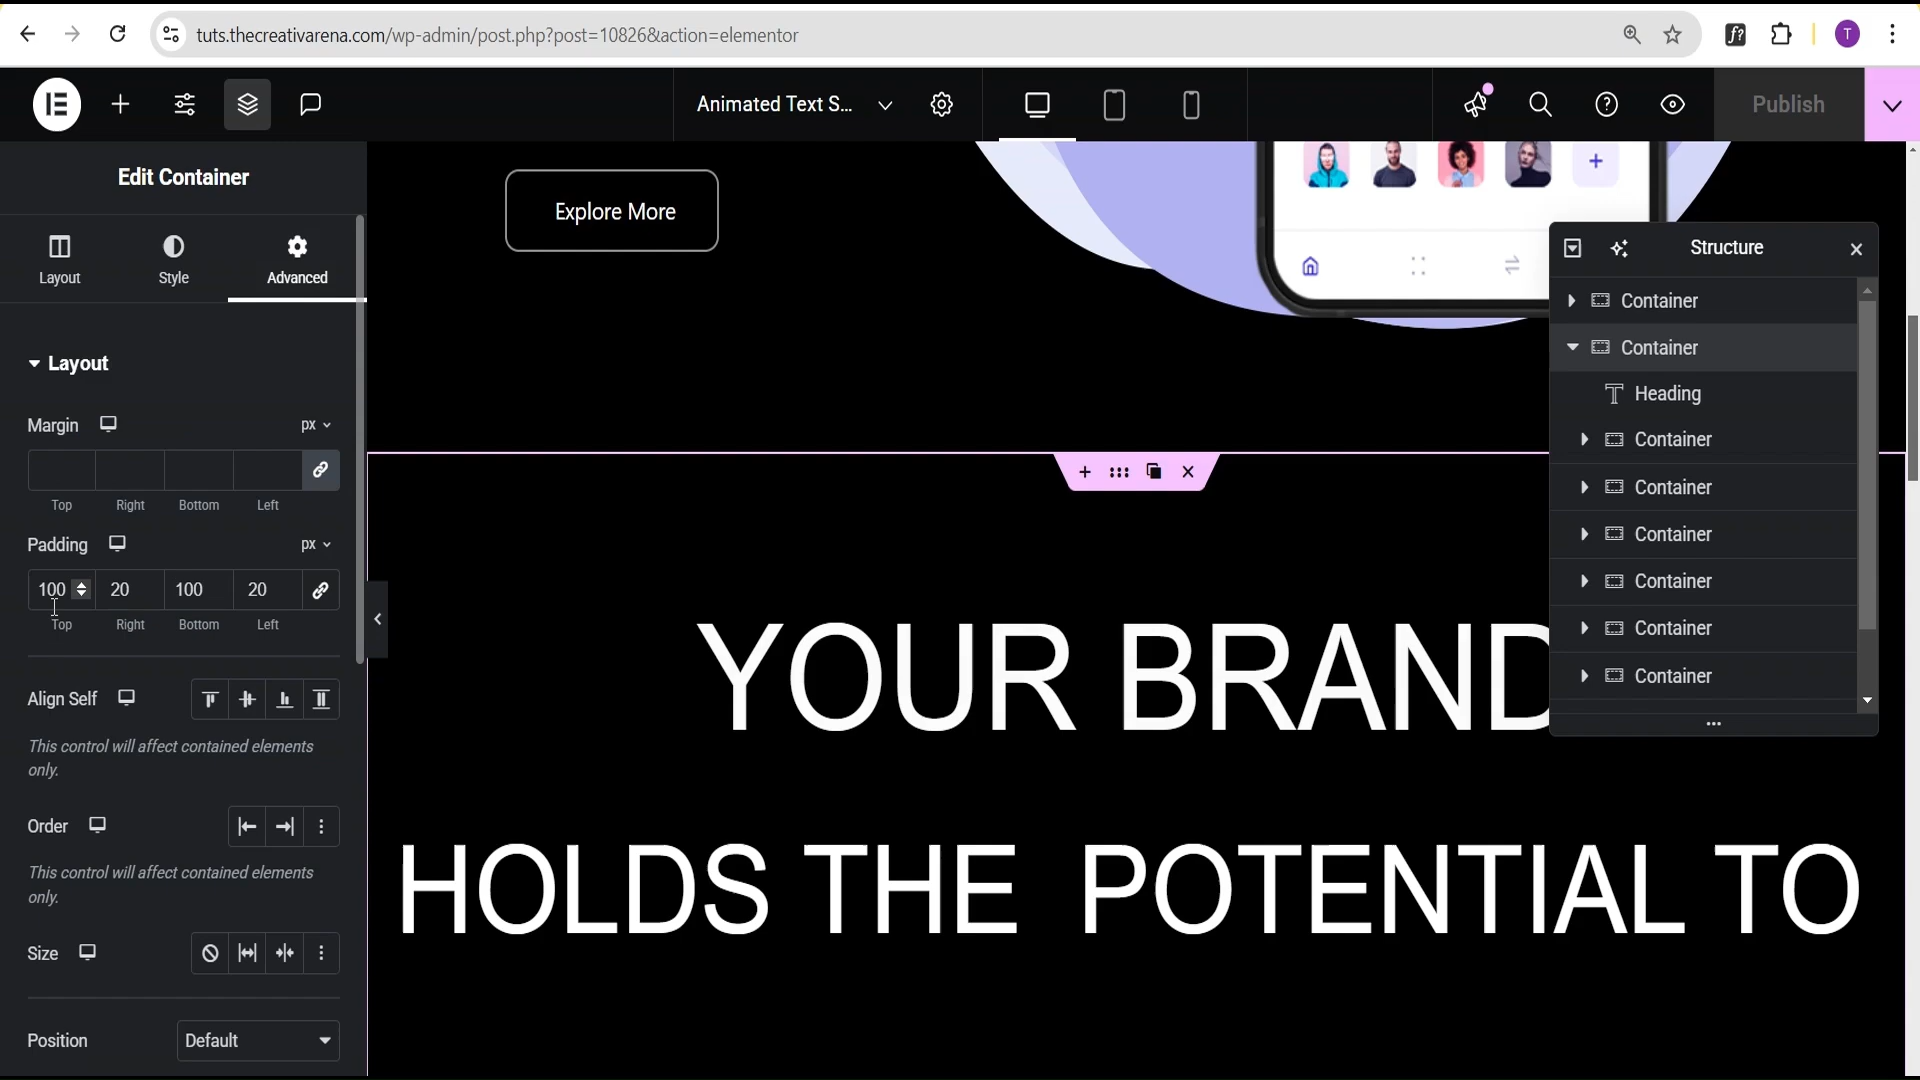 tuts.thecreativarena.com/wp-admin/post.php?post=10826&action=elementor
f?
T
Animated Text S...
Publish
Edit Container
Layout
Style
Advanced
Explore More
Structure
Container
Container
Heading
Container
Container
Container
Container
Container
Container
Layout
Margin
px
Top
Right
Bottom
Left
Padding
px
100
20
100
20
Top
Right
Bottom
Left
Align Self
This control will affect contained elements
only.
Order
This control will affect contained elements
only.
Size
Position
Default
YOUR BRAND
HOLDS THE POTENTIAL TO